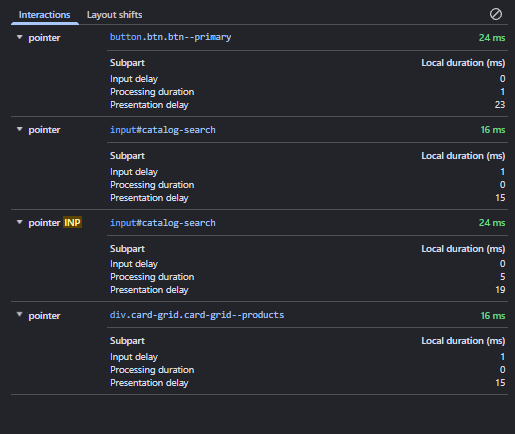 Interactions Layout shifts
pointer button.btn.btn--primary 24 ms
Subpart Local duration (ms)
Input delay 0
Processing duration 1
Presentation delay 23
pointer input#catalog-search 16 ms
Subpart Local duration (ms)
Input delay 1
Processing duration 0
Presentation delay 15
pointer INP input#catalog-search 24 ms
Subpart Local duration (ms)
Input delay 0
Processing duration 5
Presentation delay 19
pointer div.card-grid.card-grid--products 16 ms
Subpart Local duration (ms)
Input delay 1
Processing duration 0
Presentation delay 15